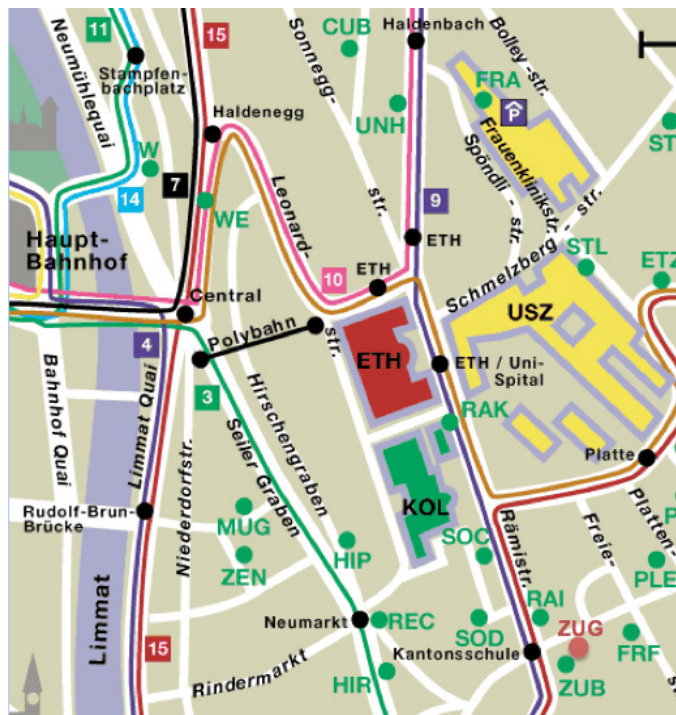 11
15
CUB
Haldenbach
Neumühlequai
Sonnegg-
Bolley-str.
Stampfen-
bachplatz
FRA
P
UNH
Haldenegg
ST
Frauenklinikstr.
Spöndli-str.
W
7
14
WE
Leonard-
str.
9
Haupt-
Bahnhof
ETH
STL
ETZ
10
ETH
Schmelzberg-str.
USZ
Central
4
Polybahn
str.
ETH
ETH / Uni-
Spital
3
Bahnhof Quai
Limmat Quai
Niederdorfstr.
Seiler Graben
Hirschengraben
RAK
Platte
KOL
Rudolf-Brun-
Brücke
MUG
ZEN
HIP
SOC
Rämistr.
Freie-
Platten-
P
PLE
Limmat
Neumarkt
REC
SOD
RAI
ZUG
FRF
15
Kantonsschule
ZUB
Rindermarkt
HIR
str.
str.